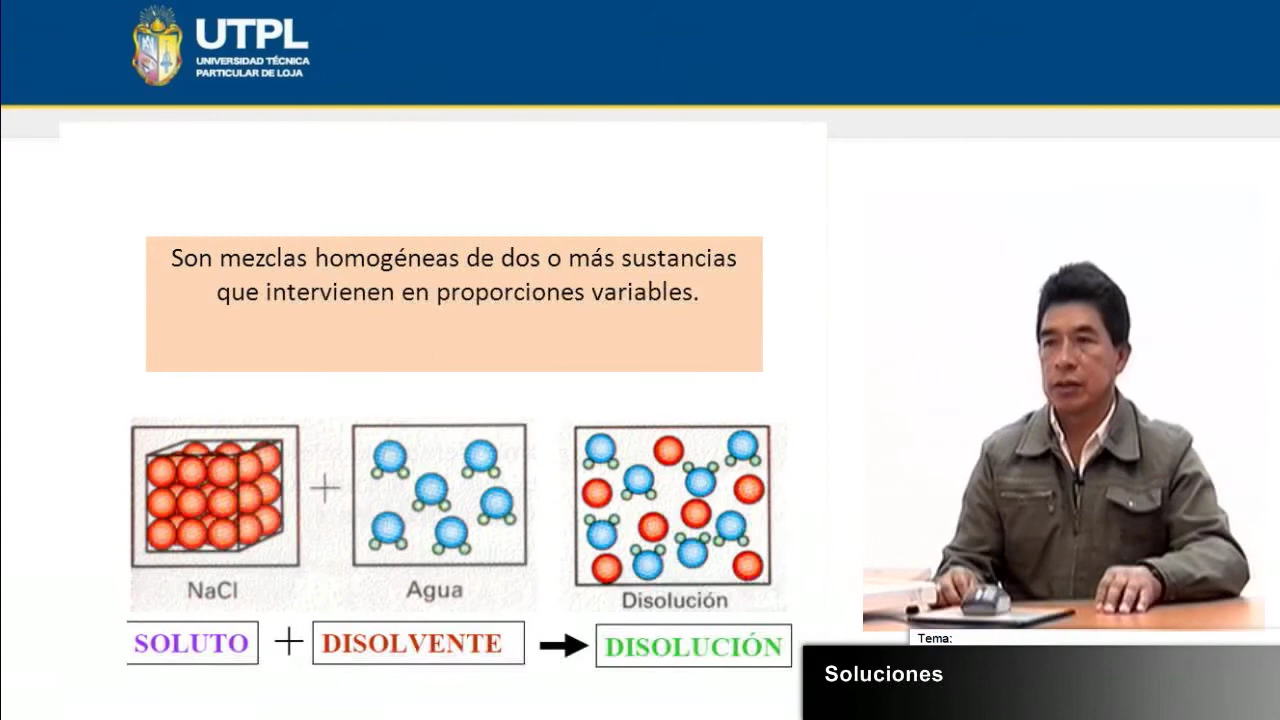 UTPL
UNIVERSIDAD TÉCNICA
PARTICULAR DE LOJA
Son mezclas homogéneas de dos o más sustancias
que intervienen en proporciones variables.
+
NaCl
Agua
Disolución
SOLUTO + DISOLVENTE → DISOLUCIÓN
Tema:
Soluciones